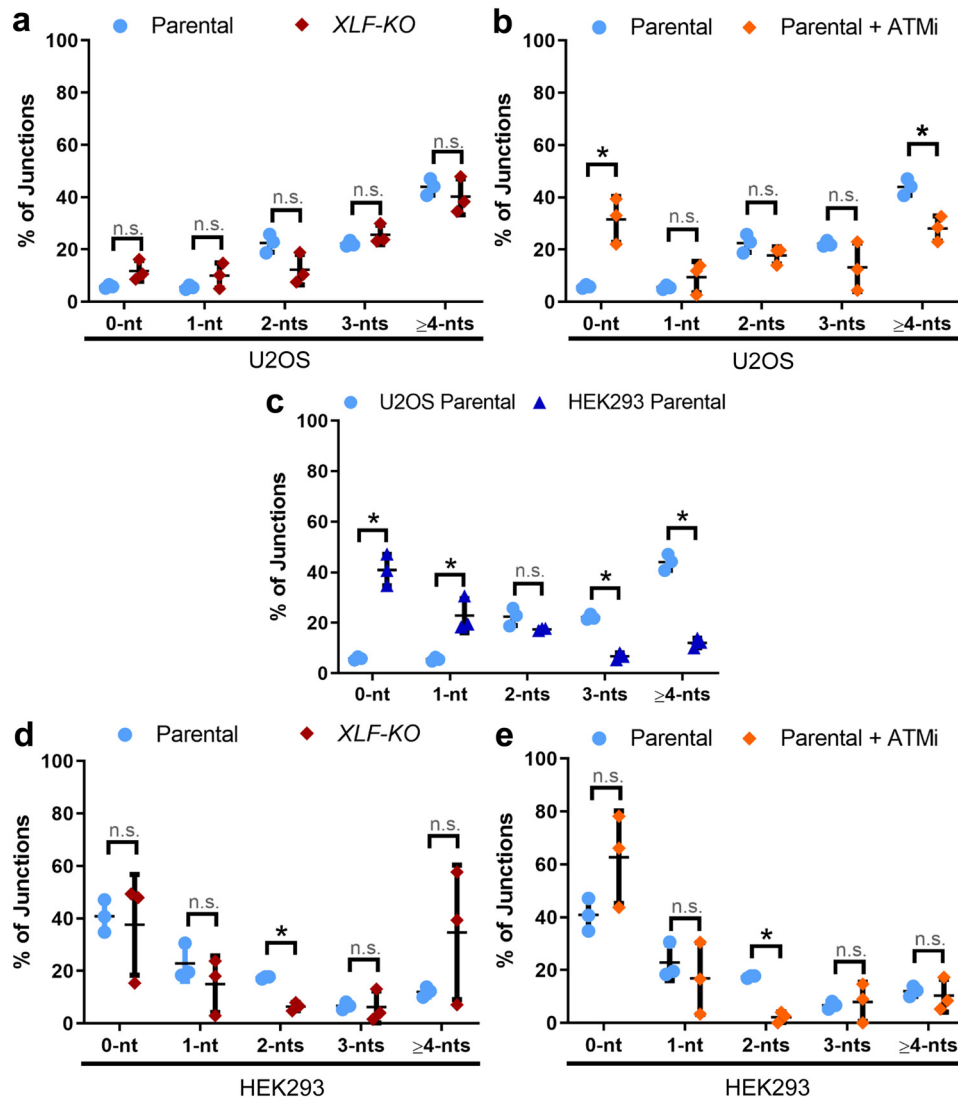 a
Parental
XLF-KO
% of Junctions
100
80
60
40
20
0
n.s.
n.s.
n.s.
n.s.
n.s.
0-nt
1-nt
2-nts
3-nts
≥4-nts
U2OS
b
Parental
Parental + ATMi
% of Junctions
100
80
60
40
20
0
*
n.s.
n.s.
n.s.
*
0-nt
1-nt
2-nts
3-nts
≥4-nts
U2OS
c
U2OS Parental
HEK293 Parental
% of Junctions
100
80
60
40
20
0
*
*
n.s.
*
*
0-nt
1-nt
2-nts
3-nts
≥4-nts
d
Parental
XLF-KO
% of Junctions
100
80
60
40
20
0
n.s.
n.s.
*
n.s.
n.s.
0-nt
1-nt
2-nts
3-nts
≥4-nts
HEK293
e
Parental
Parental + ATMi
% of Junctions
100
80
60
40
20
0
n.s.
n.s.
*
n.s.
n.s.
0-nt
1-nt
2-nts
3-nts
≥4-nts
HEK293